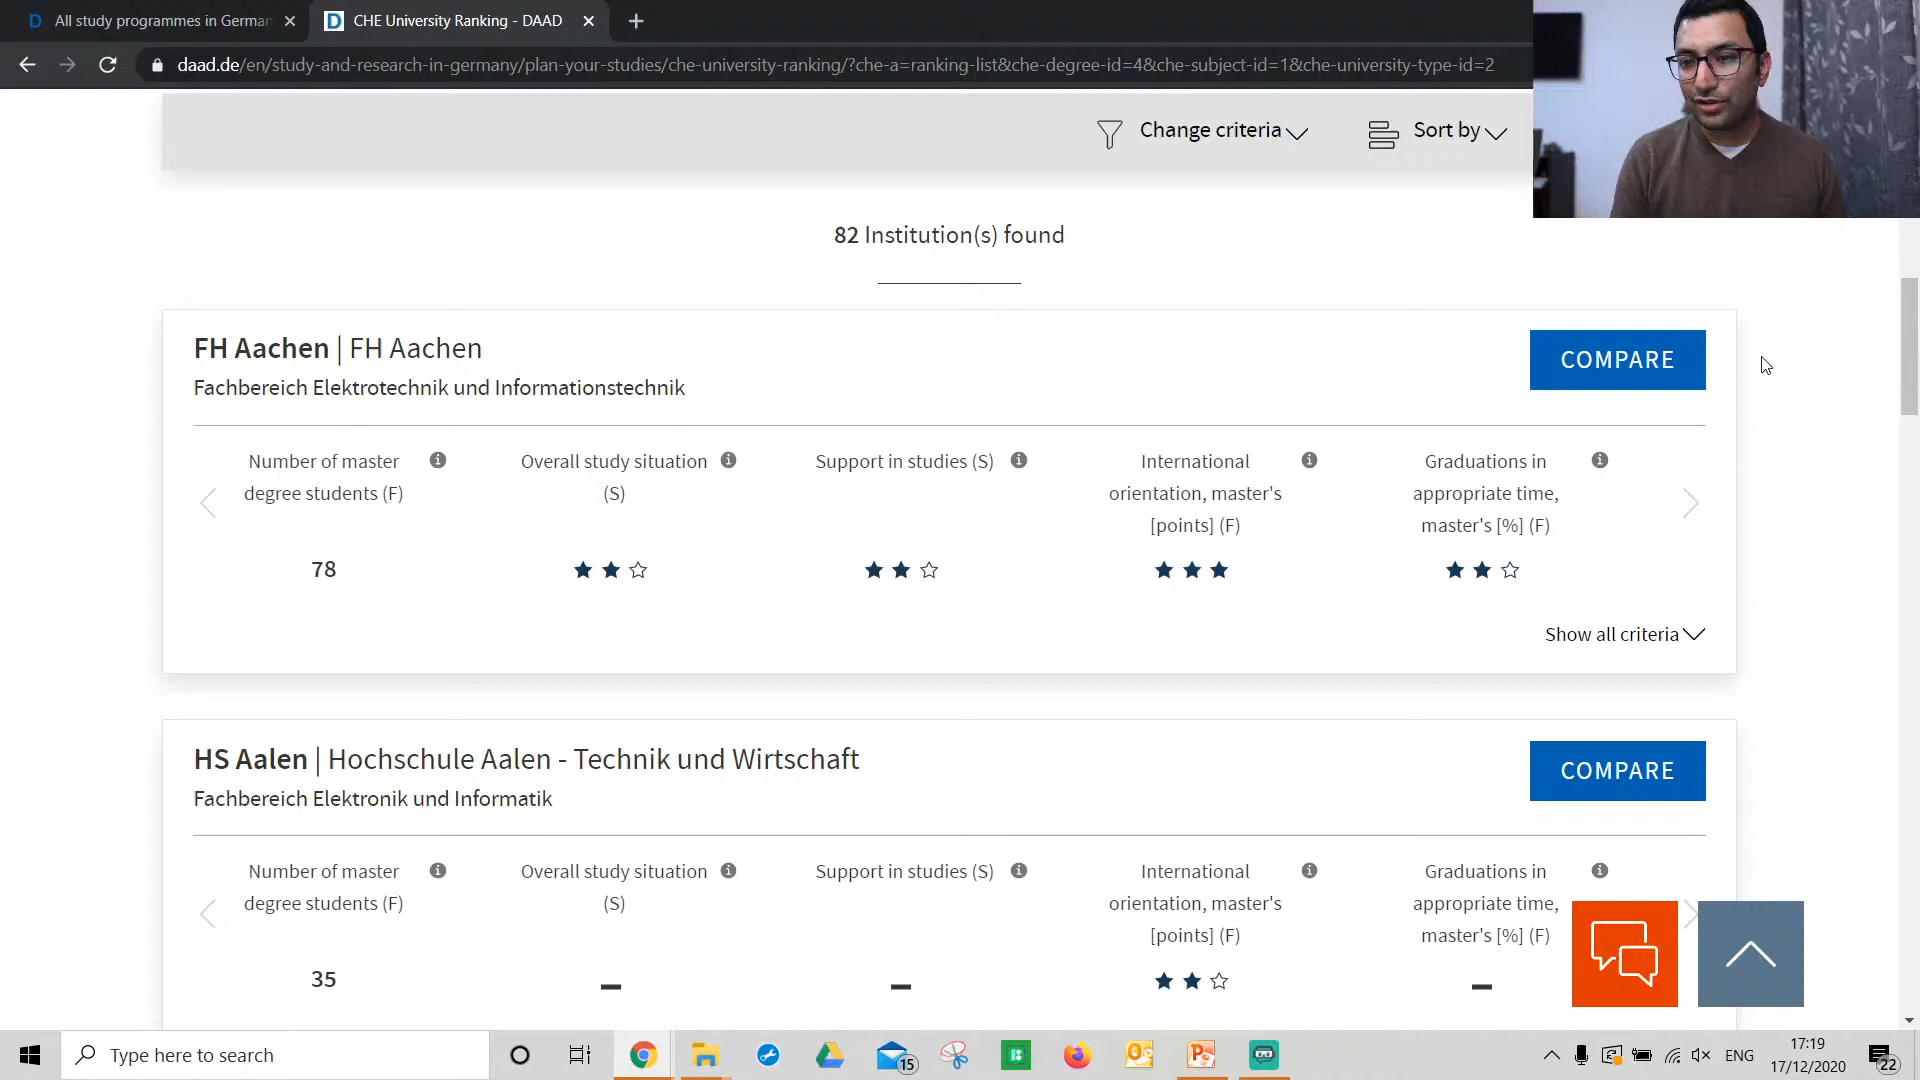 All study programmes in German
CHE University Ranking - DAAD
daad.de/en/study-and-research-in-germany/plan-your-studies/che-university-ranking/?che-a=ranking-list&che-degree-id=4&che-subject-id=1&che-university-type-id=2
Change criteria
Sort by
82 Institution(s) found
FH Aachen | FH Aachen
COMPARE
Fachbereich Elektrotechnik und Informationstechnik
Number of master degree students (F)
Overall study situation (S)
Support in studies (S)
International orientation, master's [points] (F)
Graduations in appropriate time, master's [%] (F)
78
Show all criteria
HS Aalen | Hochschule Aalen - Technik und Wirtschaft
COMPARE
Fachbereich Elektronik und Informatik
Number of master degree students (F)
Overall study situation (S)
Support in studies (S)
International orientation, master's [points] (F)
Graduations in appropriate time, master's [%] (F)
35
Type here to search
15
ENG
17:19
17/12/2020
22